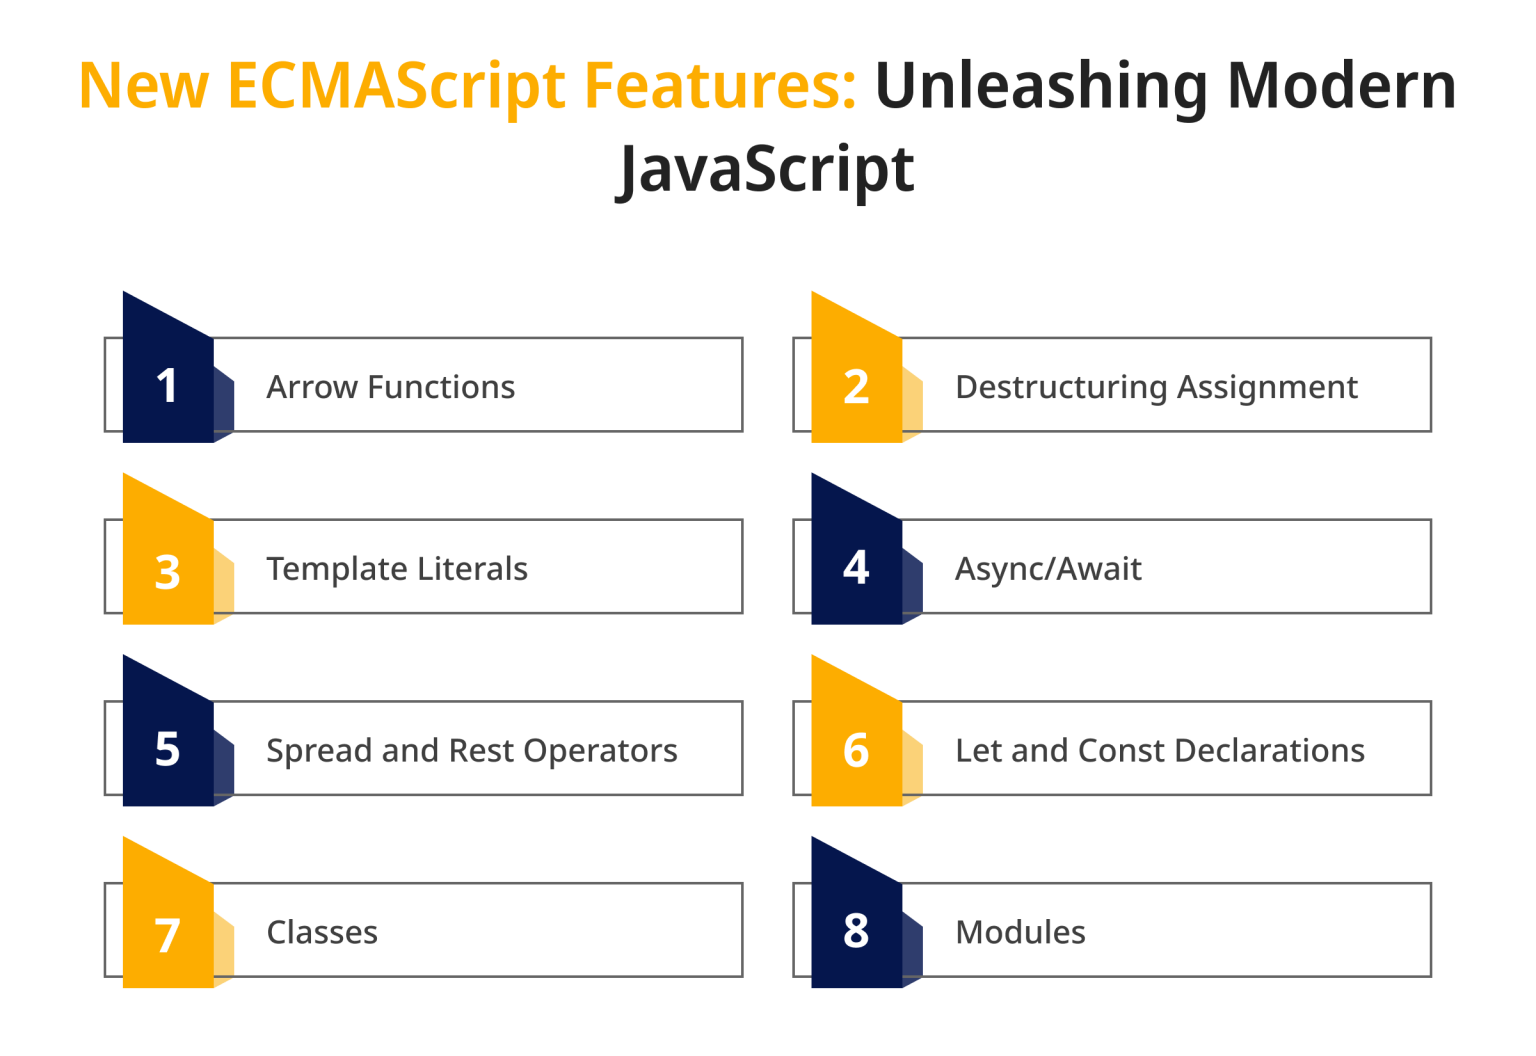 New ECMAScript Features: Unleashing Modern
JavaScript
1 Arrow Functions
2 Destructuring Assignment
3 Template Literals
4 Async/Await
5 Spread and Rest Operators
6 Let and Const Declarations
7 Classes
8 Modules